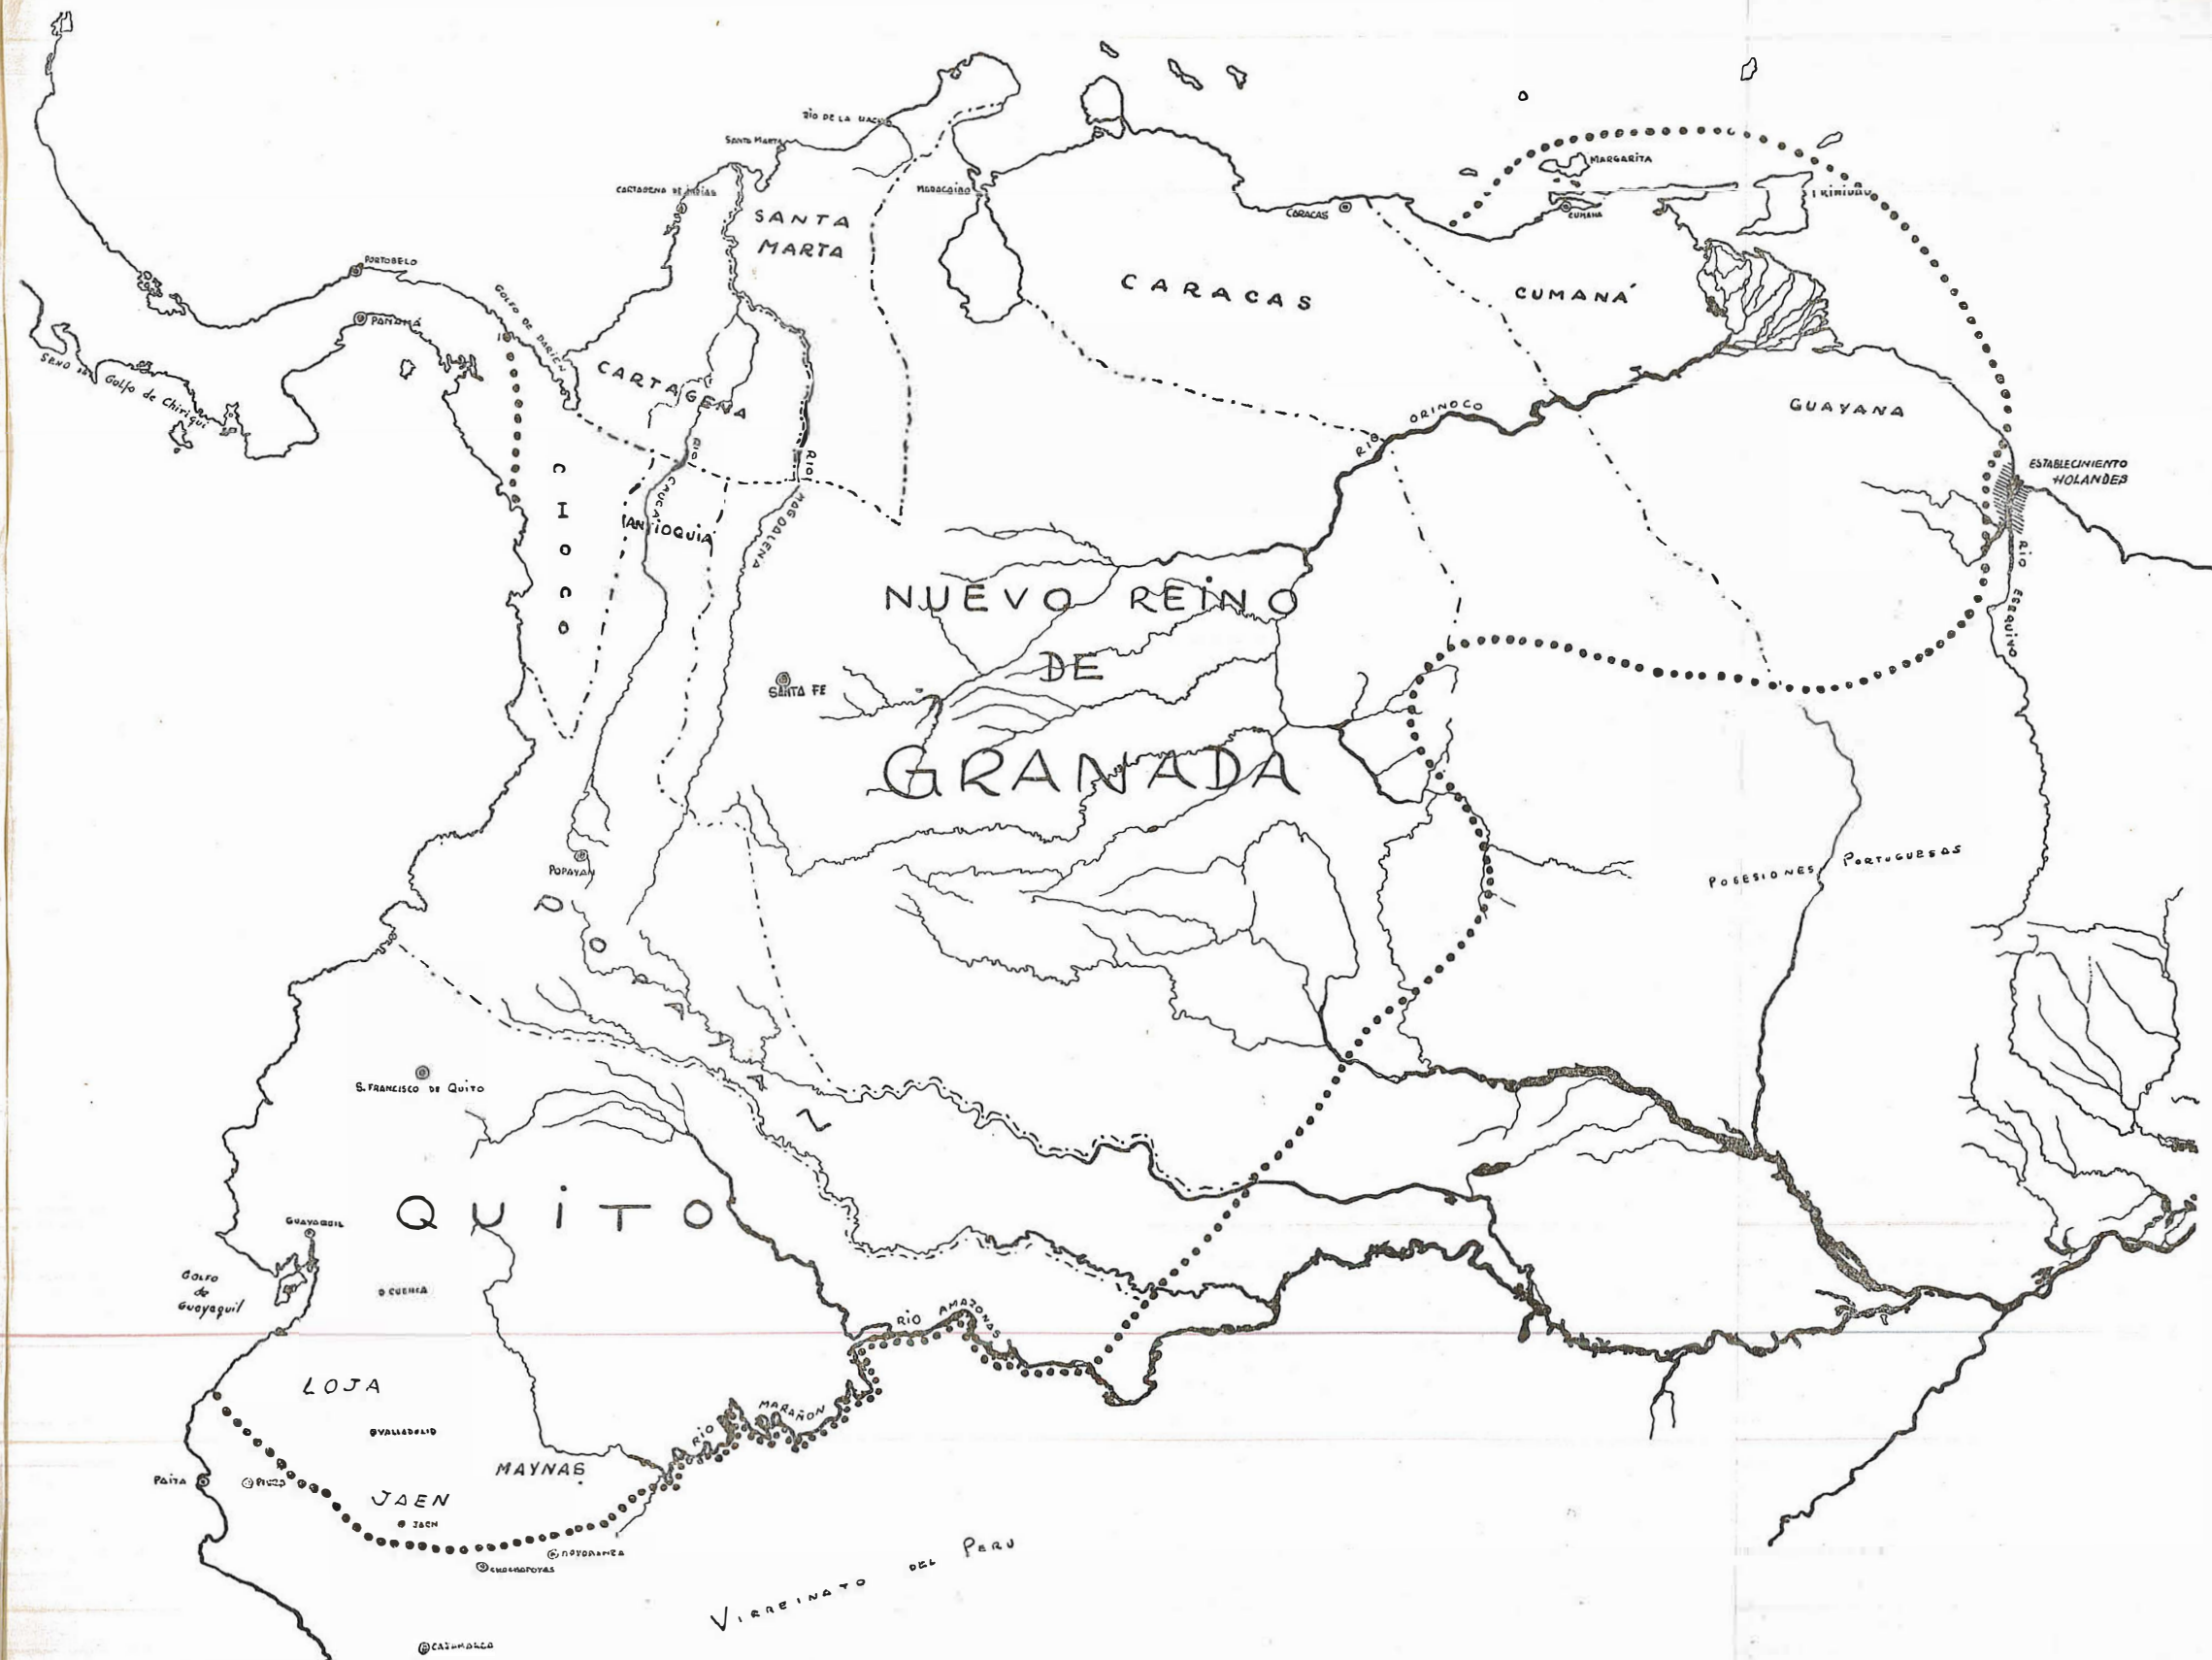 RIO DE LA HACHA
SANTA MARTA
CARTAGENA DE INDIAS
MARACAIBO
SANTA
MARTA
MARGARITA
TRINIDAD
CARACAS
CUMANA
PORTOBELO
GOLFO DE DARIEN
PANAMÁ
CARACAS
CUMANÁ
Golfo de Chiriqui
CARTAGENA
RIO ORINOCO
GUAYANA
ESTABLECIMIENTO
HOLANDES
CIOCO
RIO CAUCA
RIO MAGDALENA
ANTIOQUIA
RIO ESEQUIVO
NUEVO REINO
DE
GRANADA
SANTA FE
POPAYAN
POPAYAN
POSESIONES PORTUGUESAS
S. FRANCISCO DE QUITO
QUITO
GUAYAQUIL
GOLFO
de
Guayaquil
CUENCA
RIO AMAZONAS
LOJA
VALLADOLID
RIO MARAÑON
PAITA
PIURA
MAYNAS
JAEN
JAEN
MOYOBAMBA
CHACHAPOYAS
VIRREINATO DEL PERU
CAJAMARCA